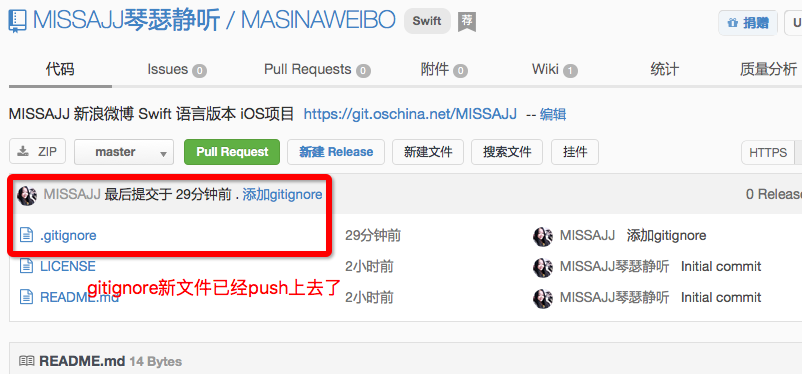 MISSAJJ琴瑟静听 / MASINAWEIBO Swift 荐 捐赠
代码 Issues 0 Pull Requests 0 附件 0 Wiki 1 统计 质量分析
MISSAJJ 新浪微博 Swift 语言版本 iOS项目 https://git.oschina.net/MISSAJJ -- 编辑
ZIP master Pull Request 新建 Release 新建文件 搜索文件 挂件 HTTPS
MISSAJJ 最后提交于 29分钟前 . 添加gitignore 0 Release
.gitignore 29分钟前 MISSAJJ 添加gitignore
LICENSE 2小时前 MISSAJJ琴瑟静听 Initial commit
README.md 2小时前 MISSAJJ琴瑟静听 Initial commit
gitignore新文件已经push上去了
README.md 14 Bytes